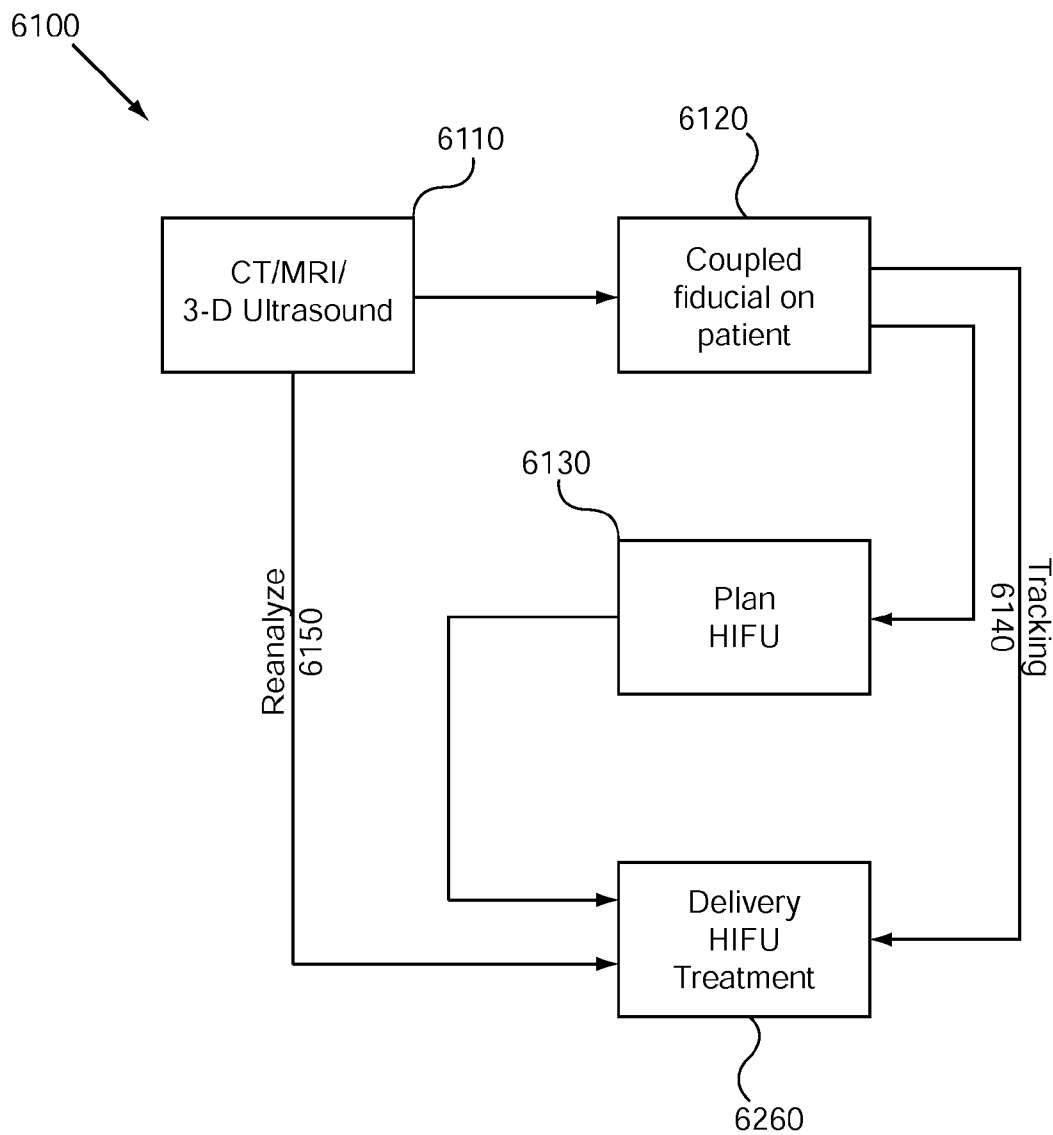 6100
6110
6120
CT/MRI/
3-D Ultrasound
Coupled
fiducial on
patient
6130
Plan
HIFU
Reanalyze
6150
Tracking
6140
Delivery
HIFU
Treatment
6260